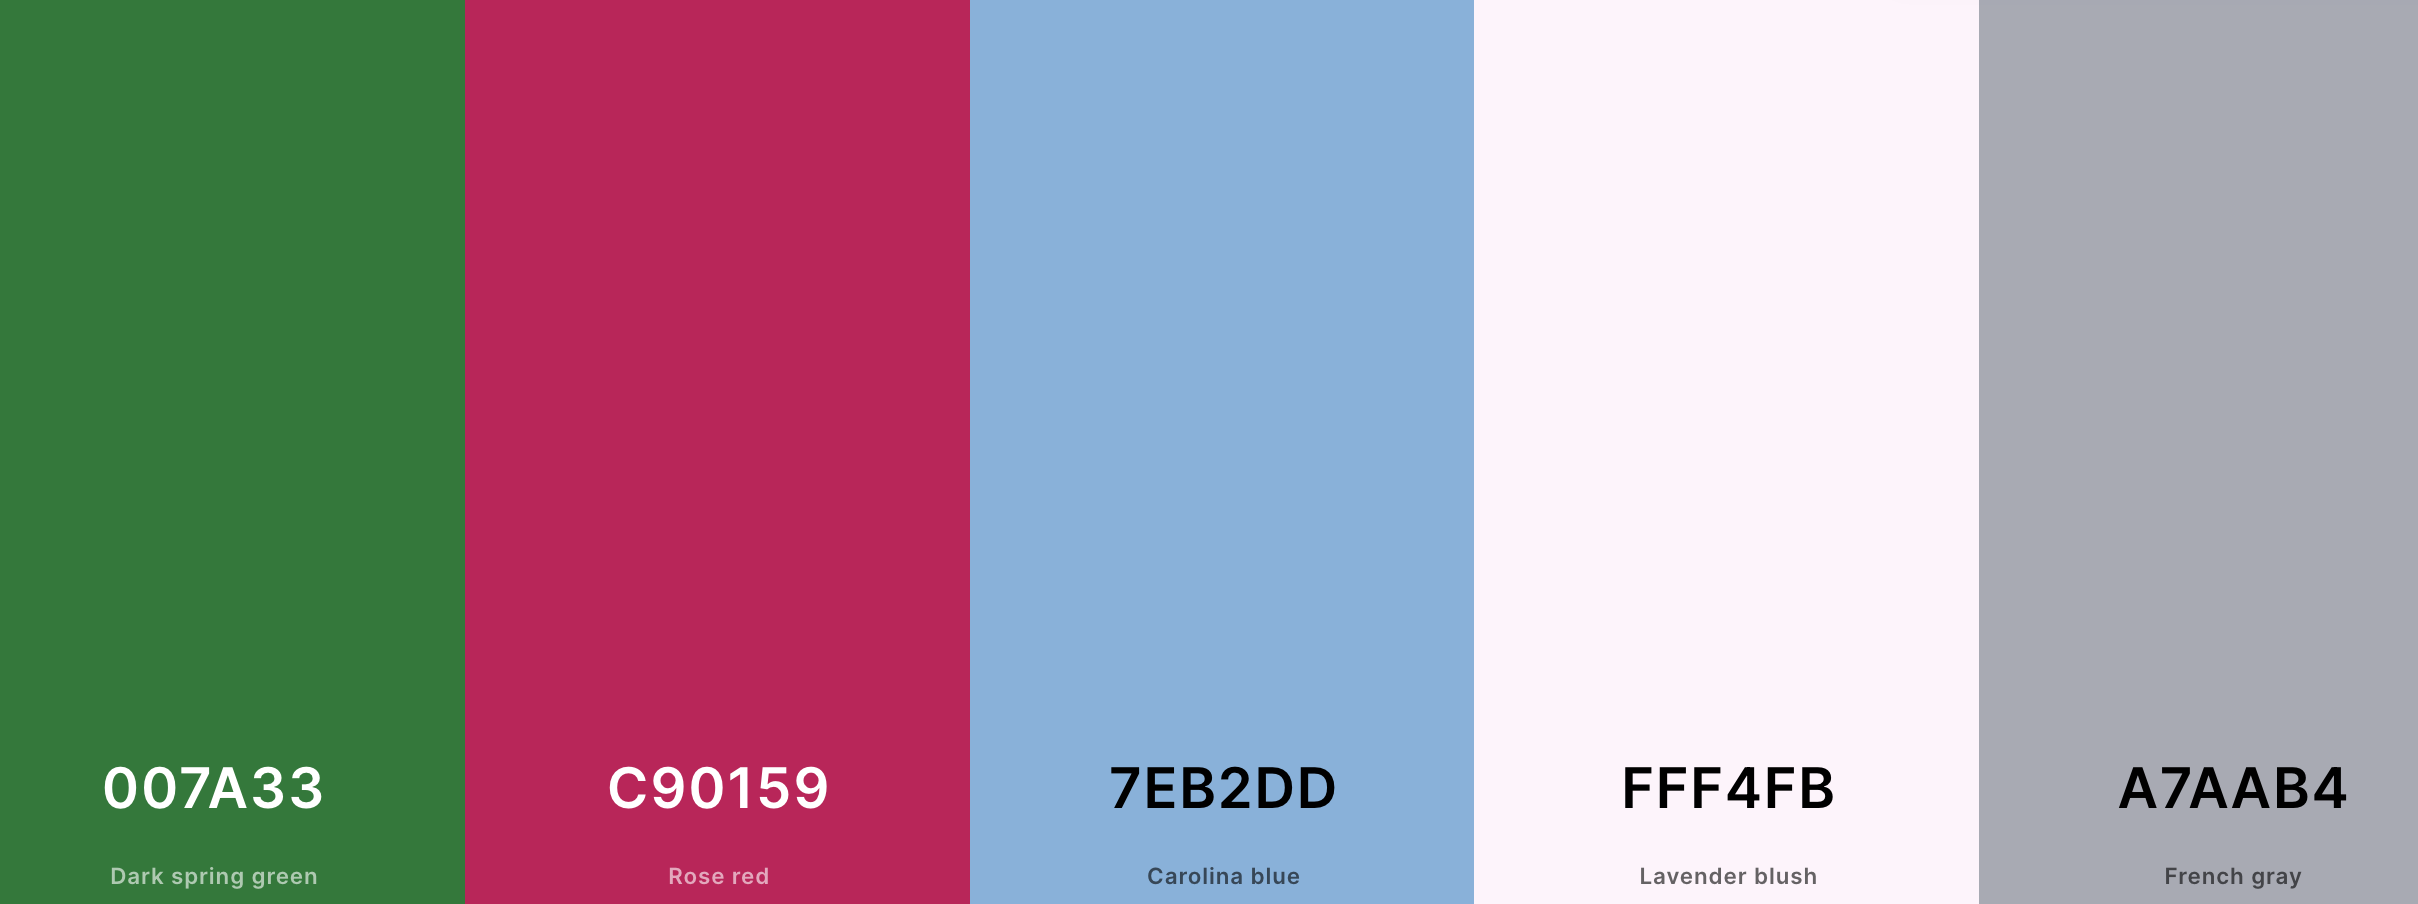 007A33
Dark spring green
C90159
Rose red
7EB2DD
Carolina blue
FFF4FB
Lavender blush
A7AAB4
French gray